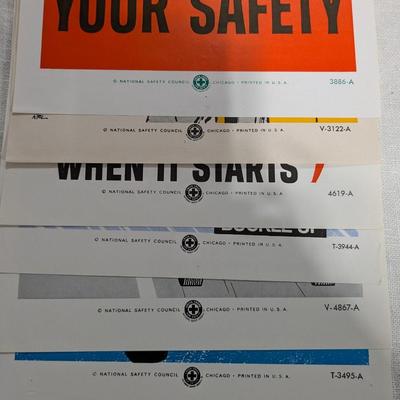 YOUR SAFETY
© NATIONAL SAFETY COUNCIL CHICAGO • PRINTED IN U.S.A. 3886-A
© NATIONAL SAFETY COUNCIL CHICAGO • PRINTED IN U.S.A. V-3122-A
WHEN IT STARTS
© NATIONAL SAFETY COUNCIL CHICAGO • PRINTED IN U.S.A. 4619-A
BUCKLE UP
© NATIONAL SAFETY COUNCIL CHICAGO • PRINTED IN U.S.A. T-3944-A
© NATIONAL SAFETY COUNCIL CHICAGO • PRINTED IN U.S.A. V-4867-A
© NATIONAL SAFETY COUNCIL CHICAGO • PRINTED IN U.S.A. T-3495-A